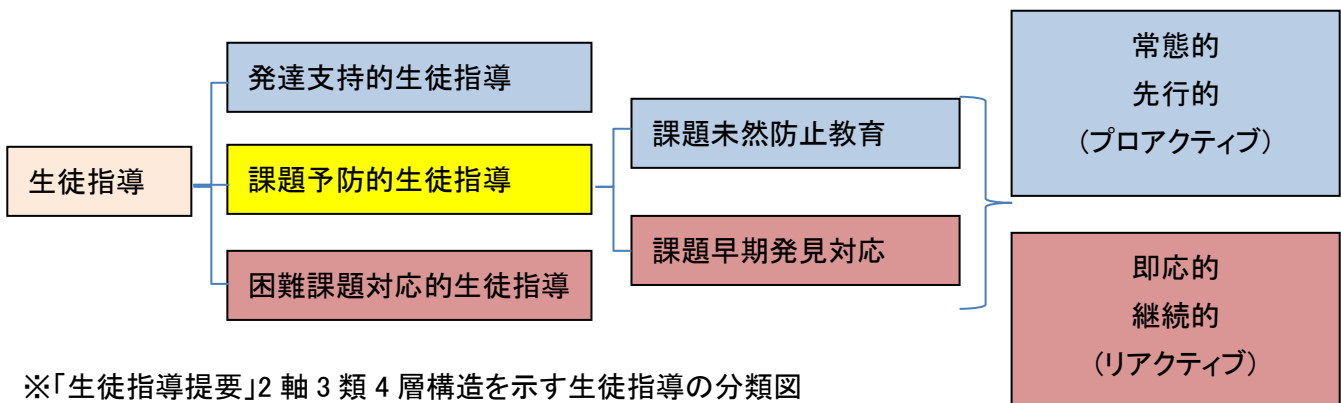 生徒指導
発達支持的生徒指導
課題予防的生徒指導
困難課題対応的生徒指導
課題未然防止教育
課題早期発見対応
常態的
先行的
(プロアクティブ)
即応的
継続的
(リアクティブ)
※「生徒指導提要」2 軸 3 類 4 層構造を示す生徒指導の分類図